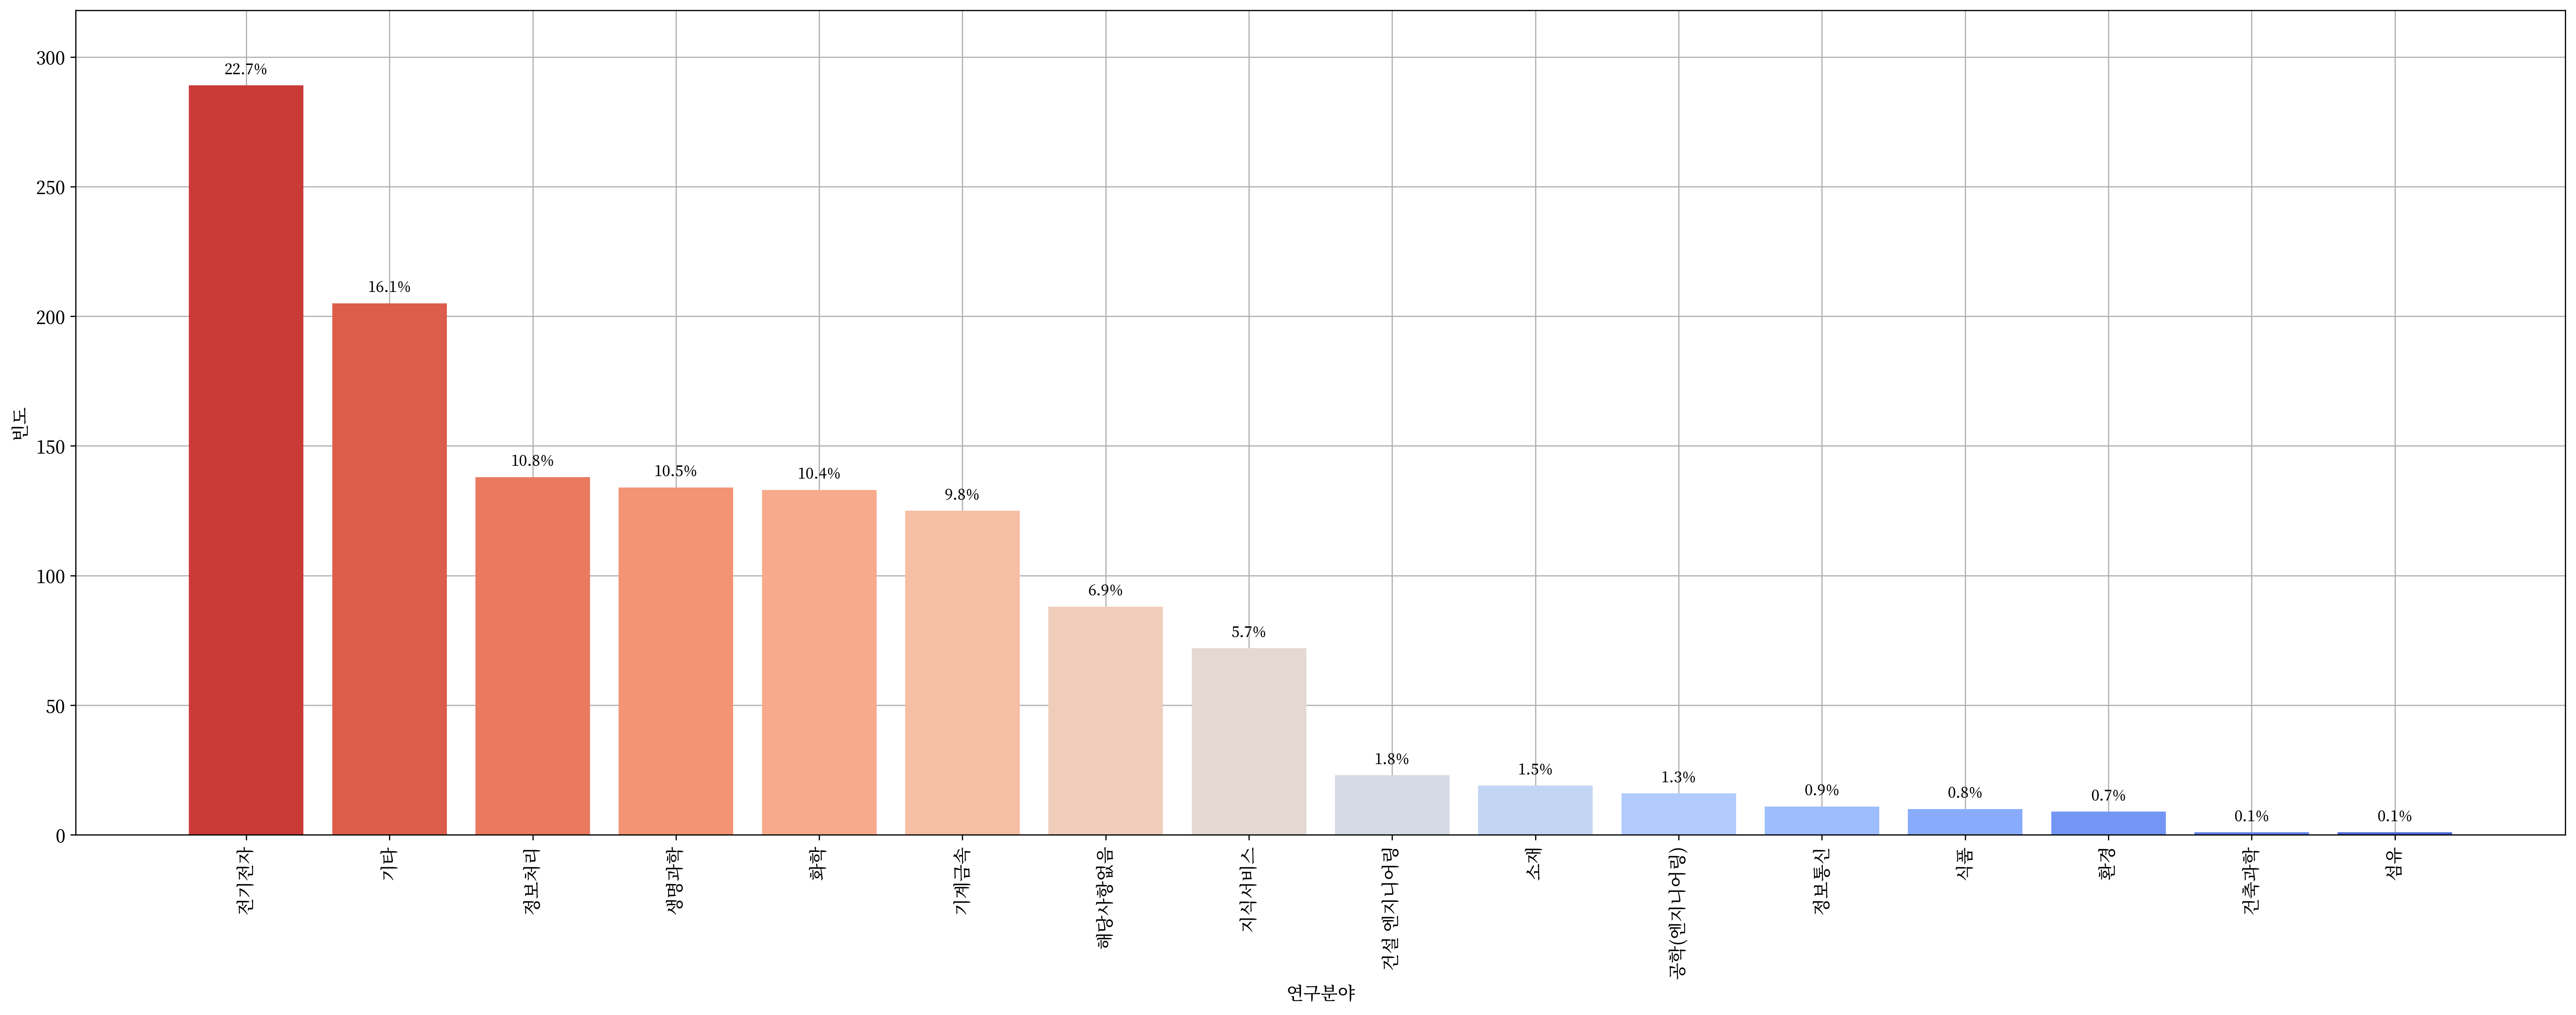 300
250
200
150
100
50
0
빈도
22.7%
16.1%
10.8%
10.5%
10.4%
9.8%
6.9%
5.7%
1.8%
1.5%
1.3%
0.9%
0.8%
0.7%
0.1%
0.1%
전기전자
기타
정보처리
생명과학
화학
기계금속
해당사항없음
지식서비스
건설 엔지니어링
소재
공학(엔지니어링)
정보통신
식품
환경
건축과학
섬유
연구분야